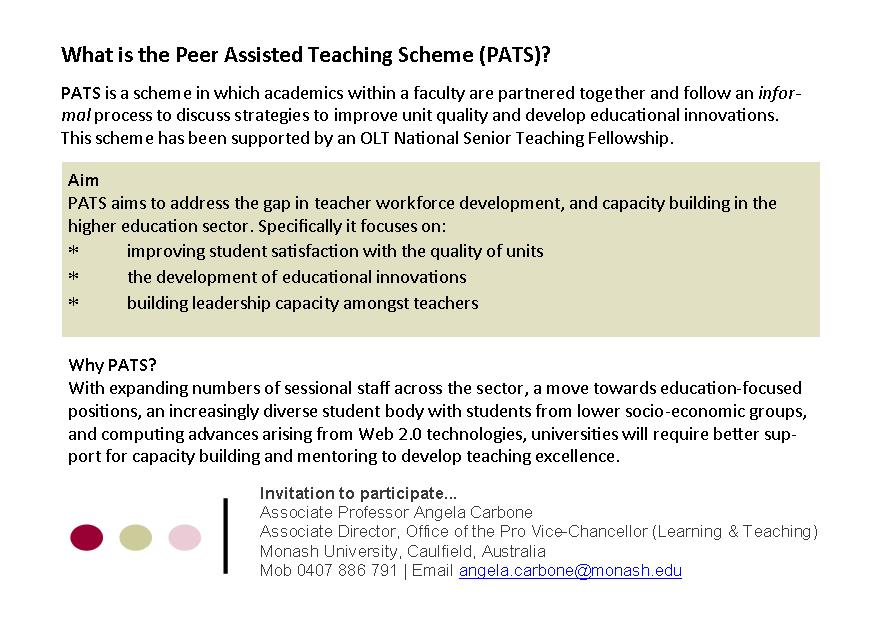 What is the Peer Assisted Teaching Scheme (PATS)?
PATS is a scheme in which academics within a faculty are partnered together and follow an infor-
mal process to discuss strategies to improve unit quality and develop educational innovations.
This scheme has been supported by an OLT National Senior Teaching Fellowship.
Aim
PATS aims to address the gap in teacher workforce development, and capacity building in the
higher education sector. Specifically it focuses on:
* improving student satisfaction with the quality of units
* the development of educational innovations
* building leadership capacity amongst teachers
Why PATS?
With expanding numbers of sessional staff across the sector, a move towards education-focused
positions, an increasingly diverse student body with students from lower socio-economic groups,
and computing advances arising from Web 2.0 technologies, universities will require better sup-
port for capacity building and mentoring to develop teaching excellence.
Invitation to participate...
Associate Professor Angela Carbone
Associate Director, Office of the Pro Vice-Chancellor (Learning & Teaching)
Monash University, Caulfield, Australia
Mob 0407 886 791 | Email angela.carbone@monash.edu